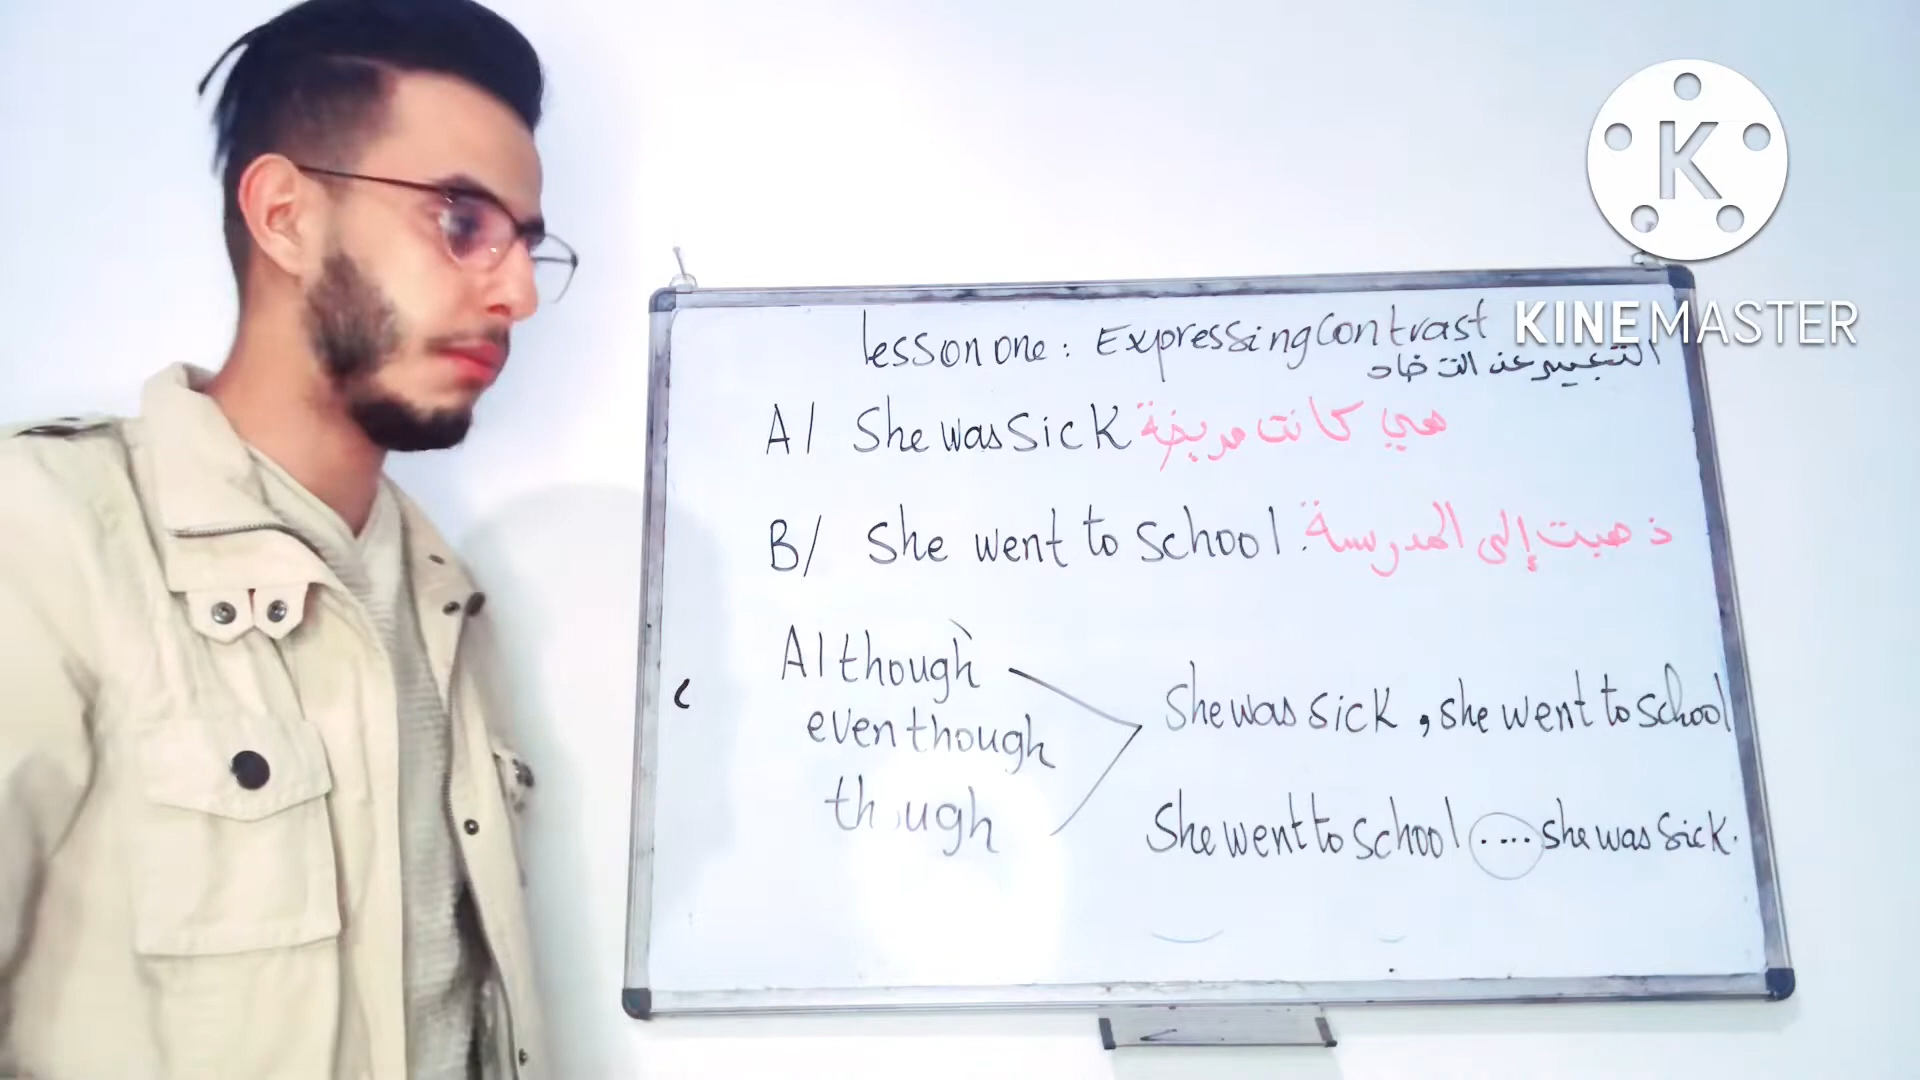 lesson one : Expressing contrast
التعبير عن التضاد
A/ She was sick هي كانت مريضة
B/ she went to school. ذهبت إلى المدرسة
Although
even though
though
She was sick , she went to school
She went to school .... she was sick.
K
KINEMASTER